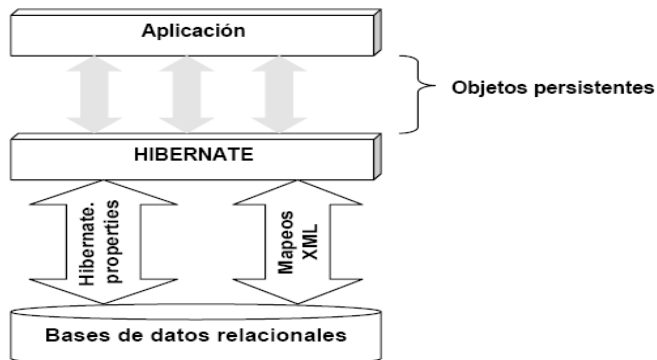 Aplicación
Objetos persistentes
HIBERNATE
Hibernate.
properties
Mapeos
XML
Bases de datos relacionales